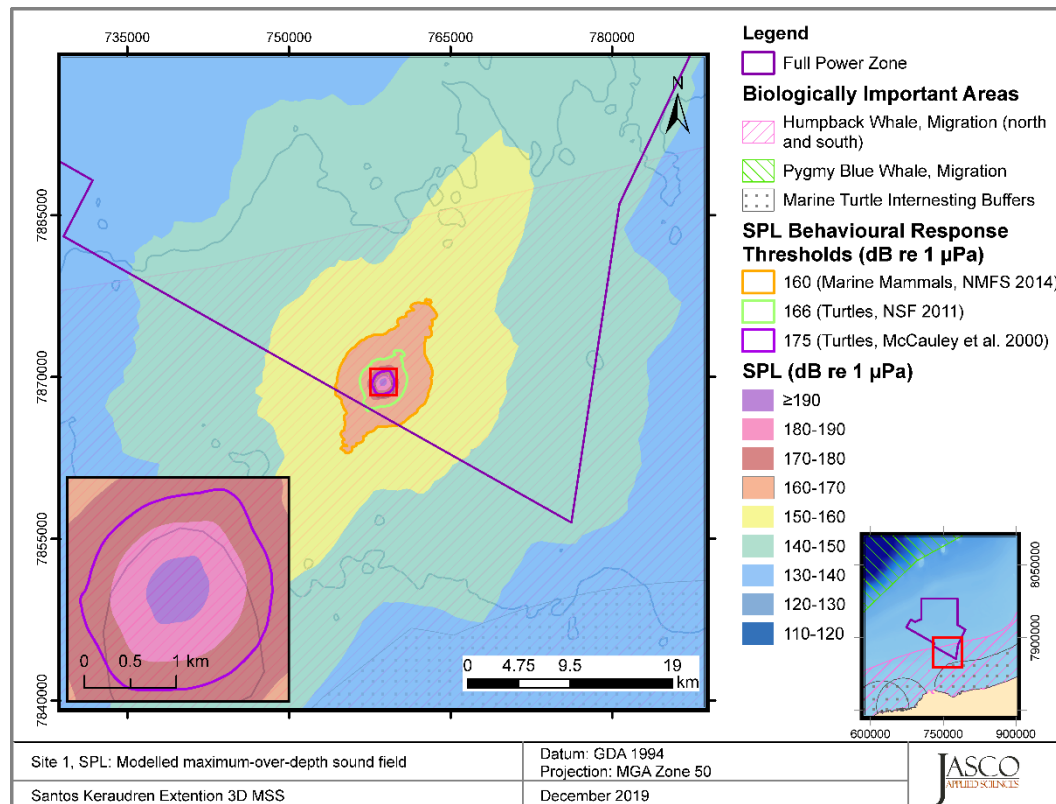 735000
750000
765000
780000
7885000
7870000
7855000
7840000
N
0 0.5 1 km
0 4.75 9.5 19
km
Legend
Full Power Zone
Biologically Important Areas
Humpback Whale, Migration (north
and south)
Pygmy Blue Whale, Migration
Marine Turtle Internesting Buffers
SPL Behavioural Response
Thresholds (dB re 1 µPa)
160 (Marine Mammals, NMFS 2014)
166 (Turtles, NSF 2011)
175 (Turtles, McCauley et al. 2000)
SPL (dB re 1 µPa)
≥190
180-190
170-180
160-170
150-160
140-150
130-140
120-130
110-120
8050000
7900000
600000 750000 900000
Site 1, SPL: Modelled maximum-over-depth sound field
Santos Keraudren Extention 3D MSS
Datum: GDA 1994
Projection: MGA Zone 50
December 2019
JASCO
APPLIED SCIENCES